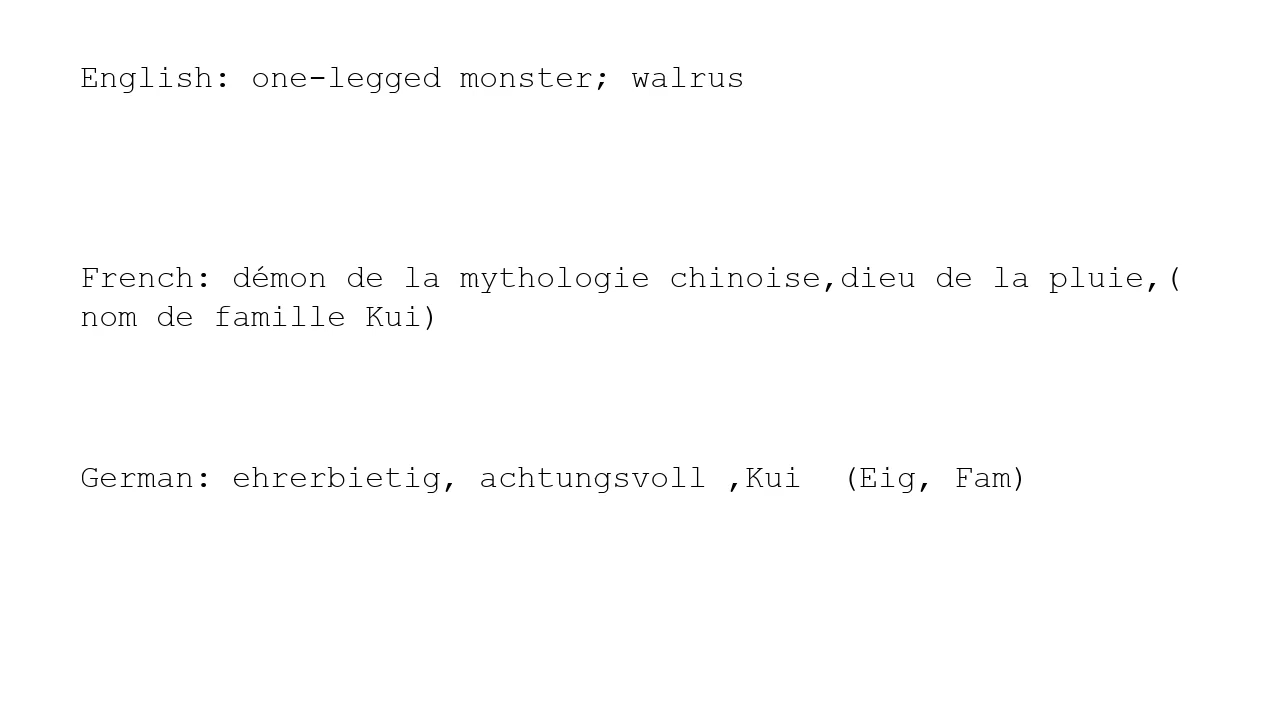 English: one-legged monster; walrus
French: démon de la mythologie chinoise,dieu de la pluie,(
nom de famille Kui)
German: ehrerbietig, achtungsvoll ,Kui  (Eig, Fam)